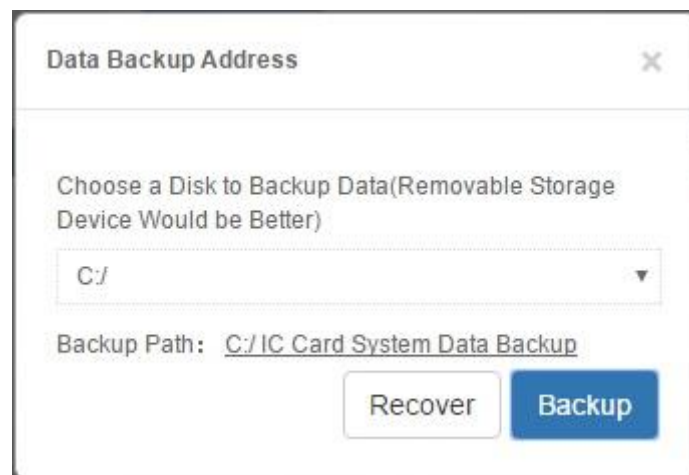 Data Backup Address ×
Choose a Disk to Backup Data(Removable Storage
Device Would be Better)
C:/ ▼
Backup Path： C:/ IC Card System Data Backup
Recover Backup